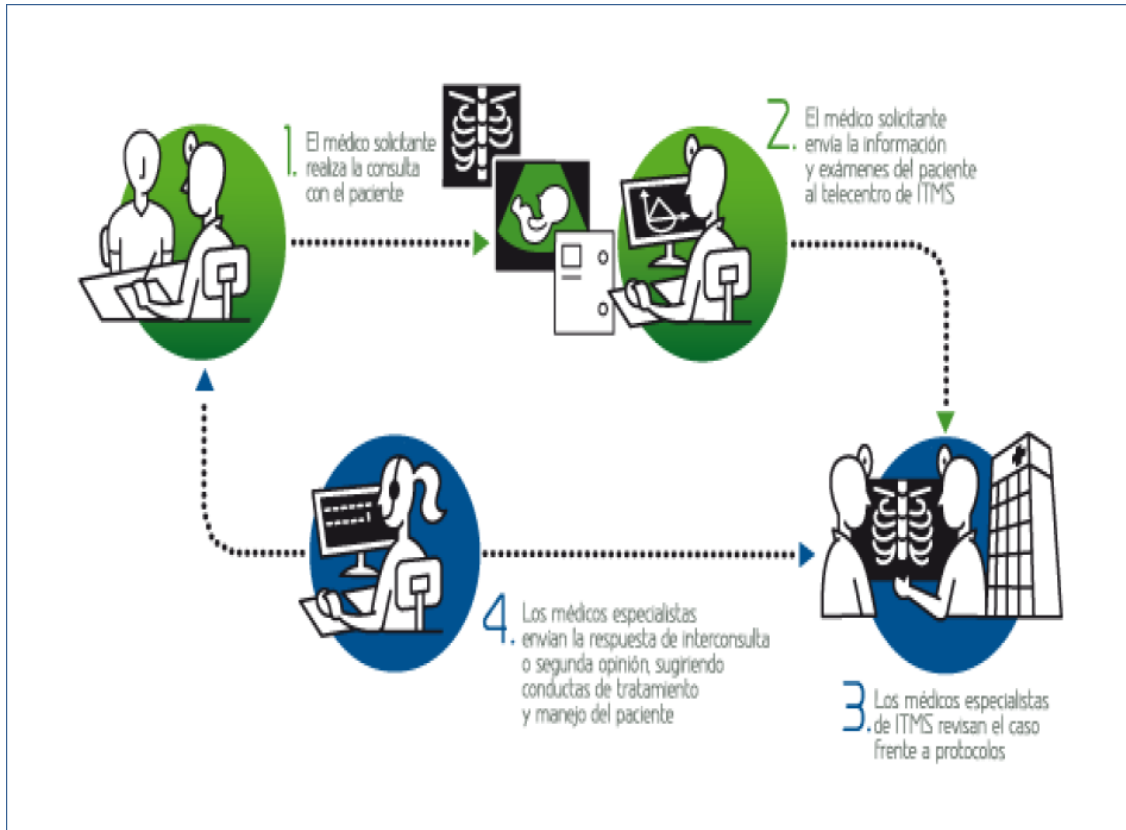 1. El médico solicitante
realiza la consulta
con el paciente
2. El médico solicitante
envía la información
y exámenes del paciente
al telecentro de ITMS
3. Los médicos especialistas
de ITMS revisan el caso
frente a protocolos
4. Los médicos especialistas
envian la respuesta de interconsulta
o segunda opinión, sugiriendo
conductas de tratamiento
y manejo del paciente